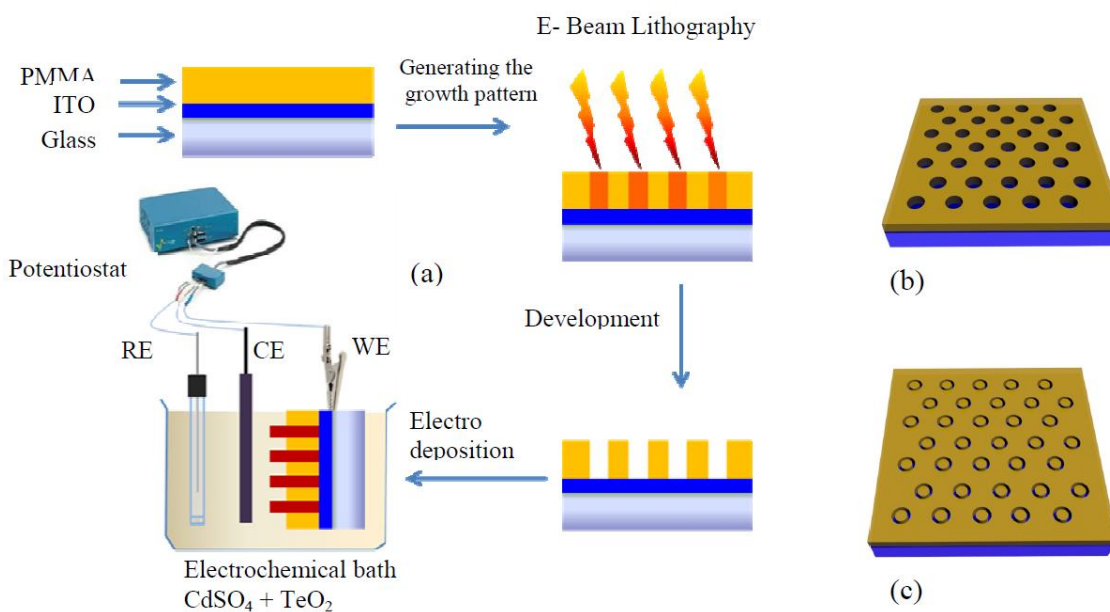 (a)
E- Beam Lithography
PMMA
ITO
Glass
Generating the
growth pattern
(b)
Potentiostat
RE
CE
WE
Development
Electro
deposition
Electrochemical bath
CdSO₄ + TeO₂
(c)